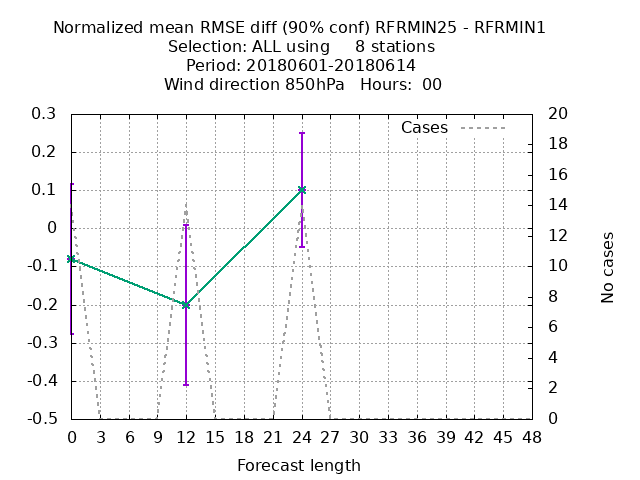 Normalized mean RMSE diff (90% conf) RFRMIN25 - RFRMIN1
Selection: ALL using     8 stations
Period: 20180601-20180614
Wind direction 850hPa   Hours:  00
0.3
0.2
0.1
0
-0.1
-0.2
-0.3
-0.4
-0.5
Cases
20
18
16
14
12
10
8
6
4
2
0
No cases
0 3 6 9 12 15 18 21 24 27 30 33 36 39 42 45 48
Forecast length